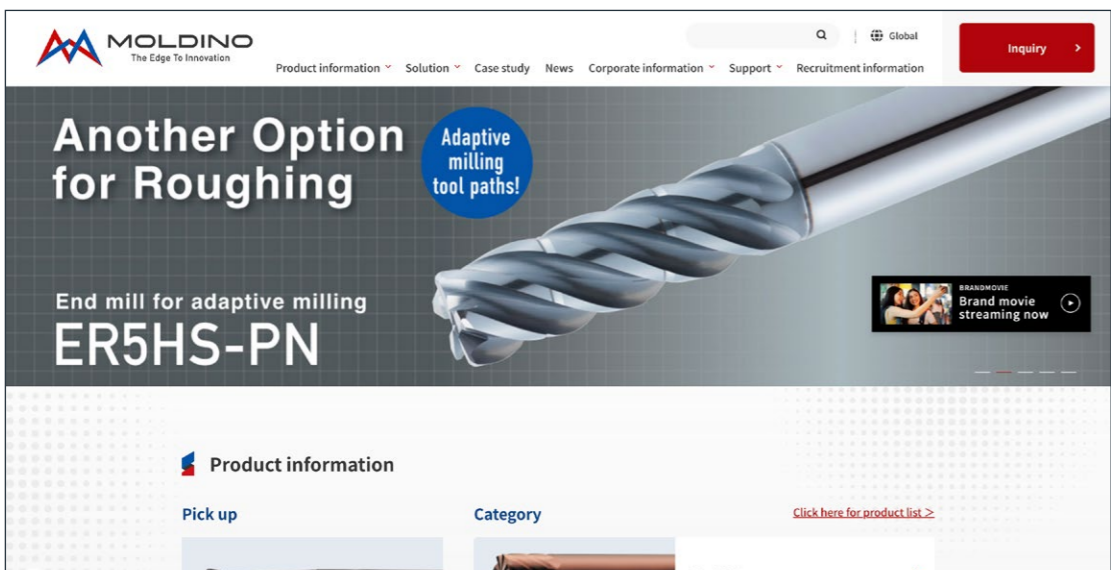 MOLDINO
The Edge To Innovation
Global
Inquiry
Product information
Solution
Case study
News
Corporate information
Support
Recruitment information
Another Option
for Roughing
Adaptive
milling
tool paths!
End mill for adaptive milling
ER5HS-PN
BRANDMOVIE
Brand movie
streaming now
Product information
Pick up
Category
Click here for product list >